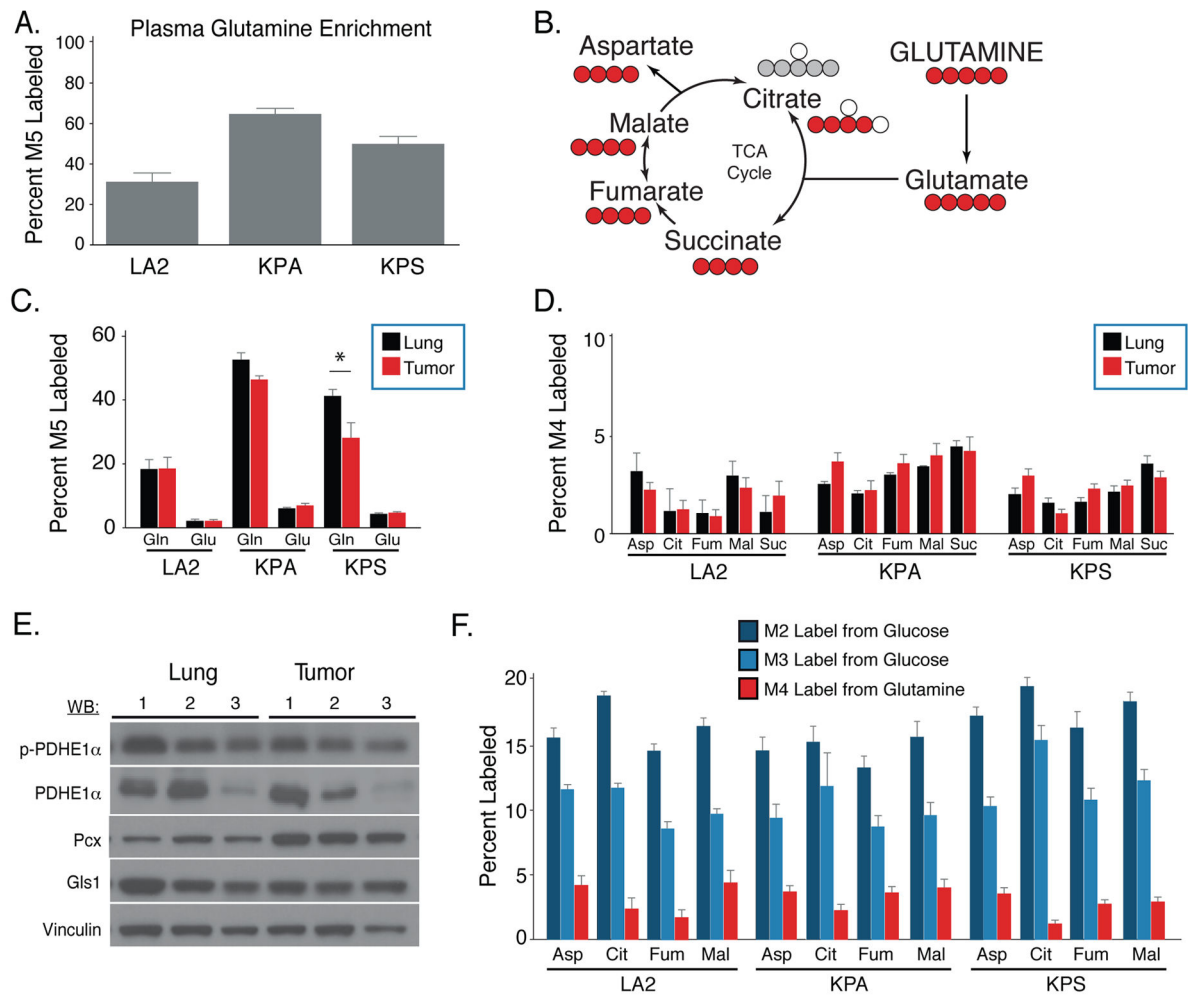 A.
Plasma Glutamine Enrichment
Percent M5 Labeled
100
80
60
40
20
0
LA2 KPA KPS
B.
Aspartate
GLUTAMINE
Citrate
Malate
TCA
Cycle
Glutamate
Fumarate
Succinate
C.
Percent M5 Labeled
60
40
20
0
Lung
Tumor
*
Gln Glu Gln Glu Gln Glu
LA2 KPA KPS
D.
Percent M4 Labeled
10
5
0
Lung
Tumor
Asp Cit Fum Mal Suc Asp Cit Fum Mal Suc Asp Cit Fum Mal Suc
LA2 KPA KPS
E.
Lung Tumor
WB: 1 2 3 1 2 3
p-PDHE1α
PDHE1α
Pcx
Gls1
Vinculin
F.
M2 Label from Glucose
M3 Label from Glucose
M4 Label from Glutamine
Percent Labeled
20
15
10
5
0
Asp Cit Fum Mal Asp Cit Fum Mal Asp Cit Fum Mal
LA2 KPA KPS